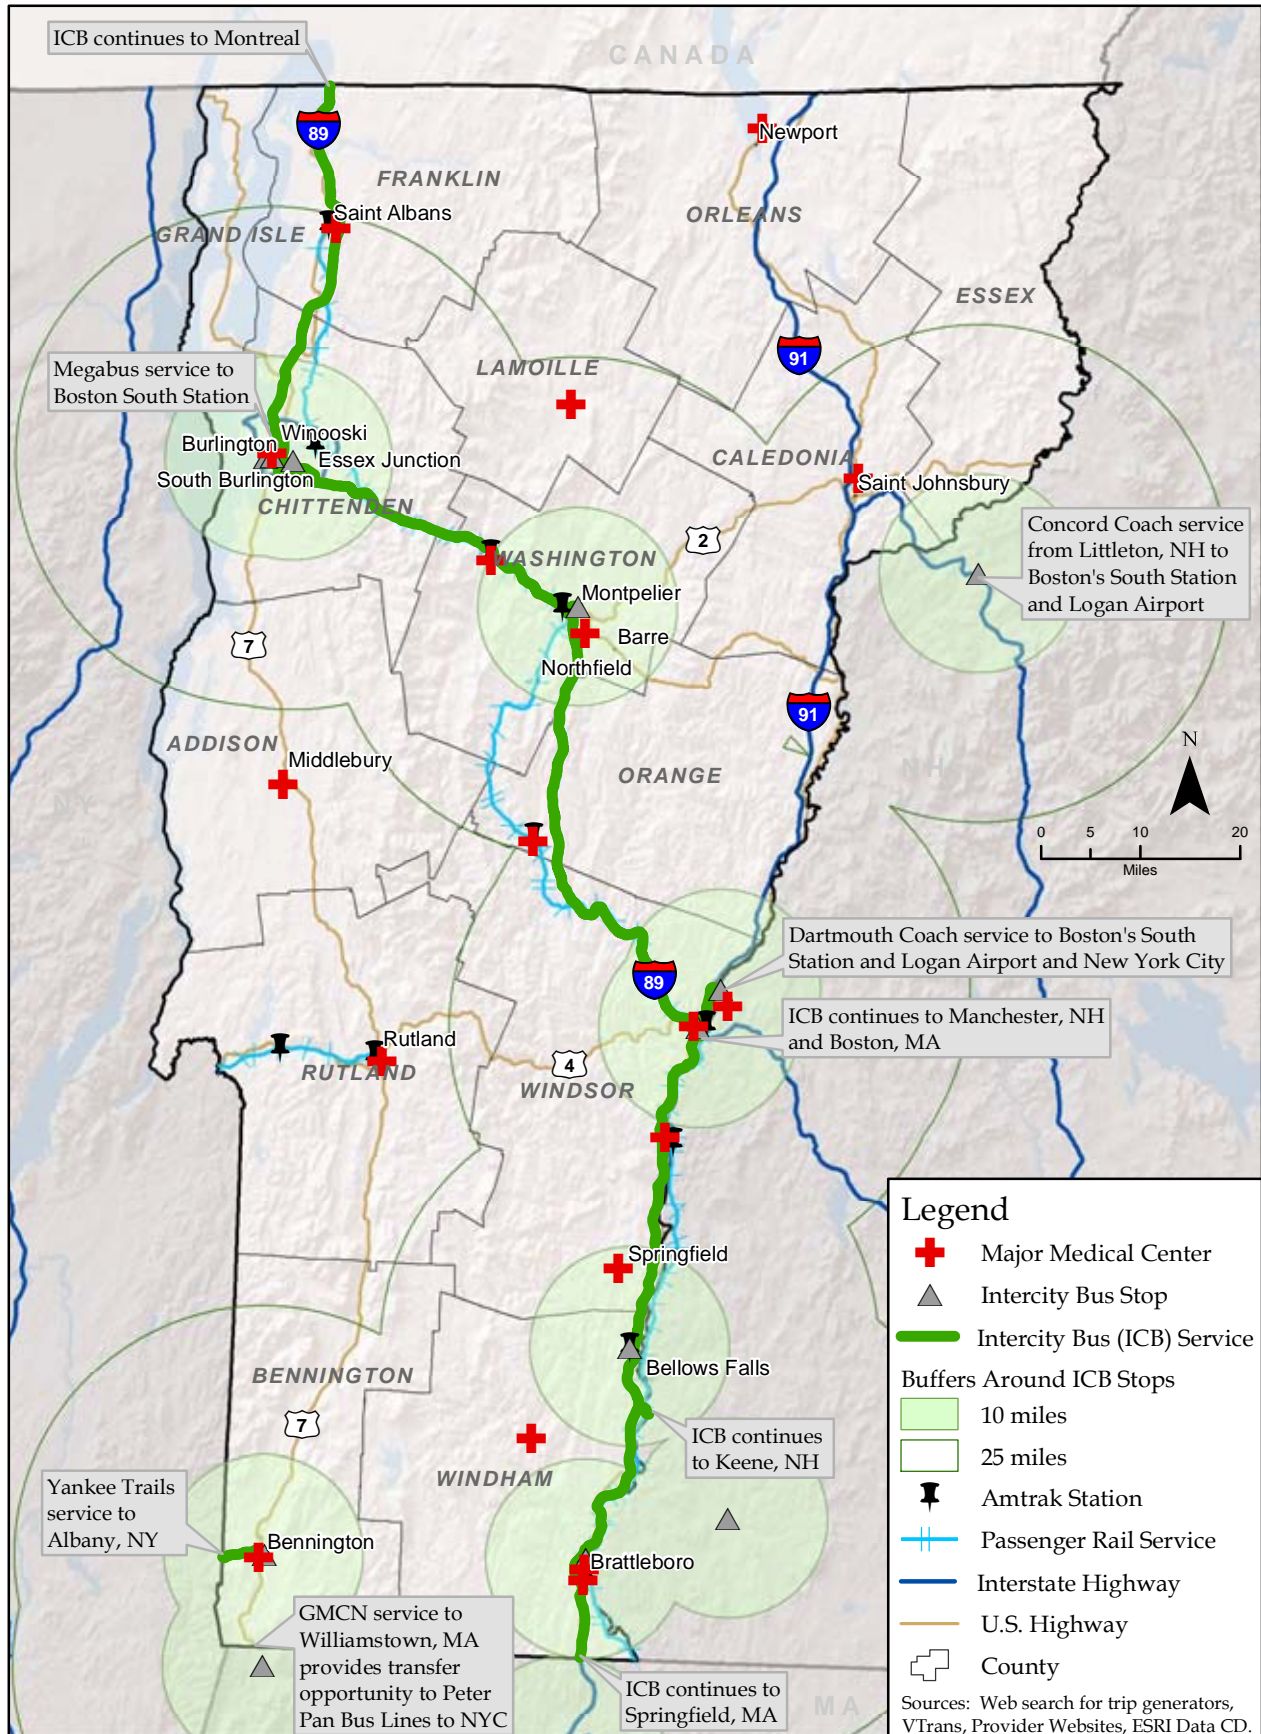 ICB continues to Montreal
CANADA
89
Newport
FRANKLIN
Saint Albans
ORLEANS
GRAND ISLE
ESSEX
91
Megabus service to
Boston South Station
LAMOILLE
Winooski
Burlington
Essex Junction
South Burlington
CALEDONIA
Saint Johnsbury
CHITTENDEN
Concord Coach service
from Littleton, NH to
Boston's South Station
and Logan Airport
2
WASHINGTON
Montpelier
Barre
7
Northfield
91
ADDISON
Middlebury
ORANGE
NH
NY
N
0 5 10 20
Miles
Dartmouth Coach service to Boston's South
Station and Logan Airport and New York City
89
ICB continues to Manchester, NH
and Boston, MA
Rutland
RUTLAND
4
WINDSOR
Springfield
Bellows Falls
BENNINGTON
7
ICB continues
to Keene, NH
WINDHAM
Yankee Trails
service to
Albany, NY
Bennington
Brattleboro
GMCN service to
Williamstown, MA
provides transfer
opportunity to Peter
Pan Bus Lines to NYC
ICB continues to
Springfield, MA
MA
Legend
Major Medical Center
Intercity Bus Stop
Intercity Bus (ICB) Service
Buffers Around ICB Stops
10 miles
25 miles
Amtrak Station
Passenger Rail Service
Interstate Highway
U.S. Highway
County
Sources: Web search for trip generators,
VTrans, Provider Websites, ESRI Data CD.